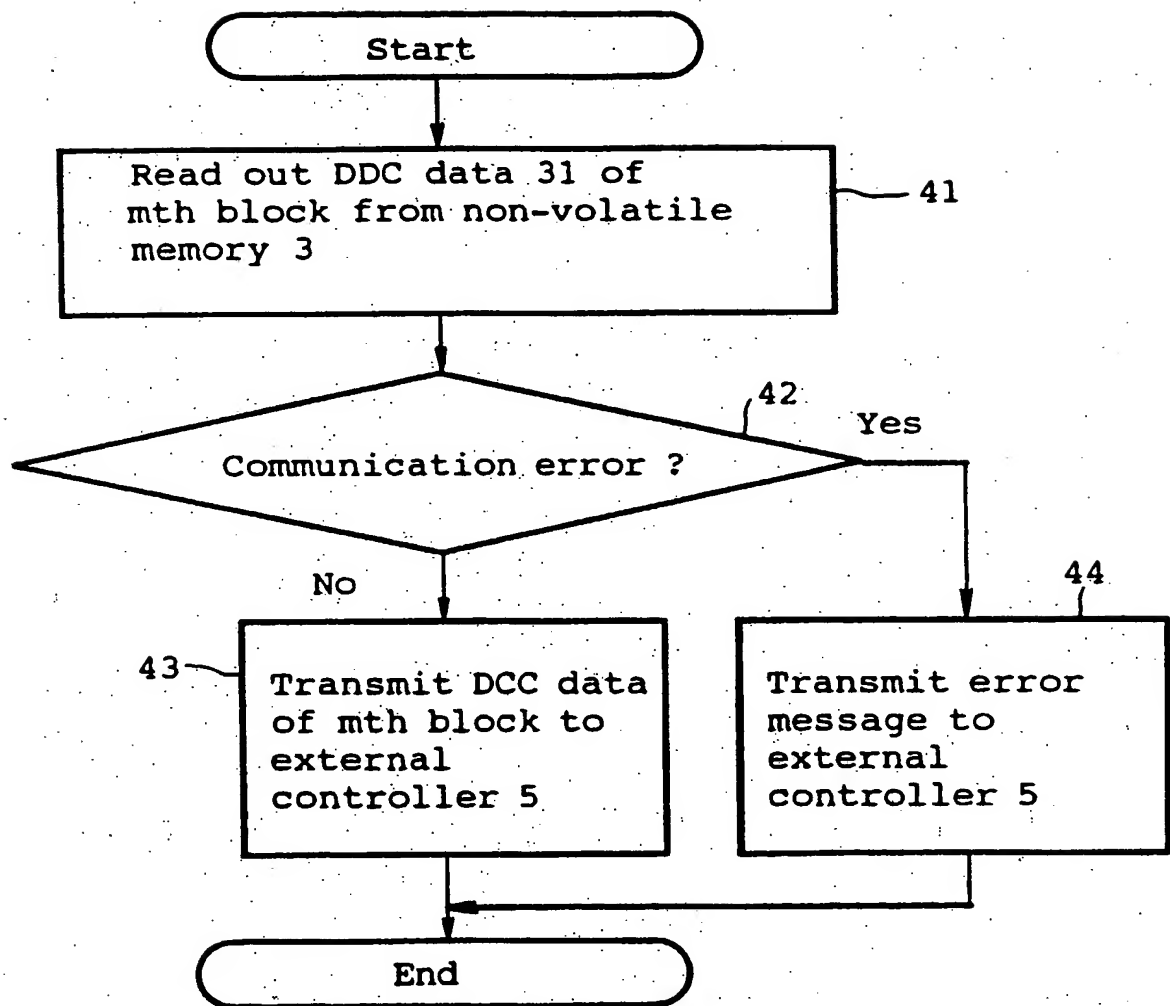 Start
Read out DDC data 31 of
mth block from non-volatile
memory 3
41
42
Yes
Communication error ?
No
44
43
Transmit DCC data
of mth block to
external
controller 5
Transmit error
message to
external
controller 5
End